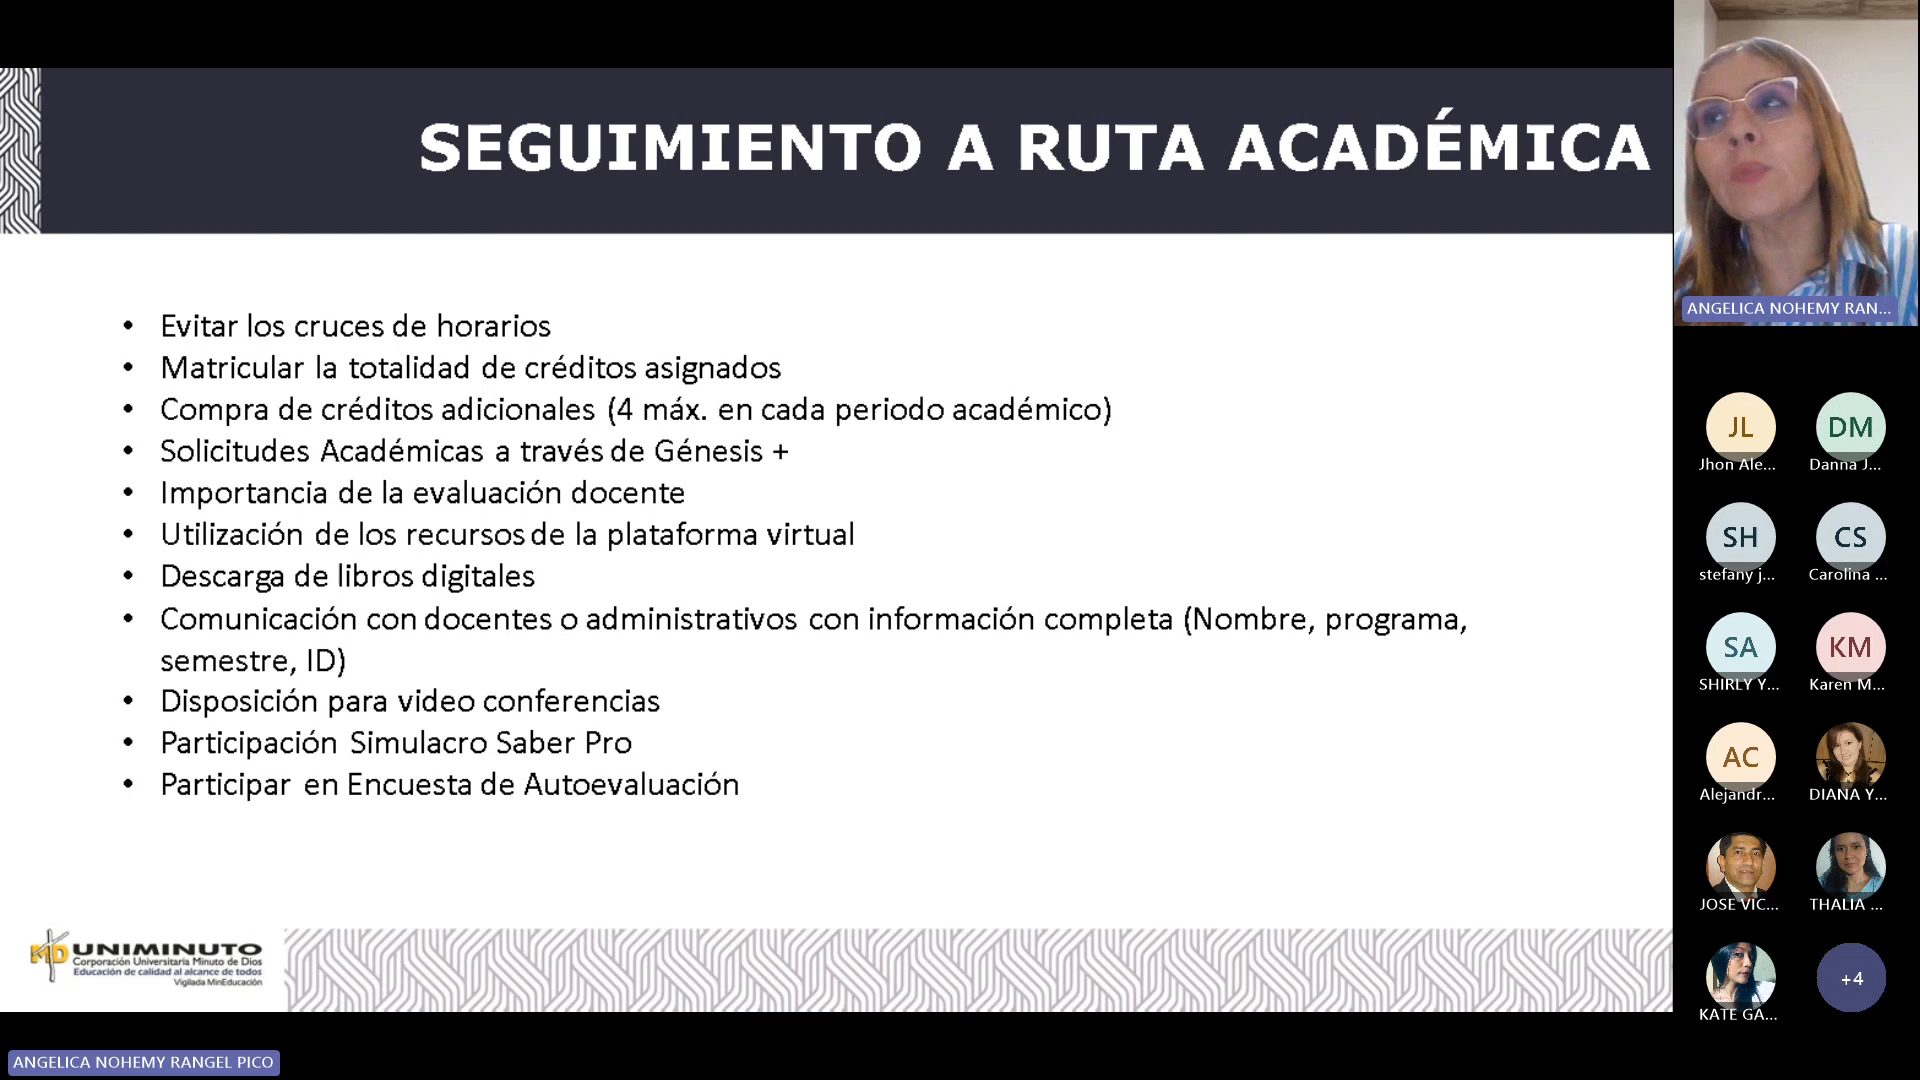 SEGUIMIENTO A RUTA ACADÉMICA
• Evitar los cruces de horarios
• Matricular la totalidad de créditos asignados
• Compra de créditos adicionales (4 máx. en cada periodo académico)
• Solicitudes Académicas a través de Génesis +
• Importancia de la evaluación docente
• Utilización de los recursos de la plataforma virtual
• Descarga de libros digitales
• Comunicación con docentes o administrativos con información completa (Nombre, programa,
semestre, ID)
• Disposición para video conferencias
• Participación Simulacro Saber Pro
• Participar en Encuesta de Autoevaluación
MD UNIMINUTO
Corporación Universitaria Minuto de Dios
Educación de calidad al alcance de todos
Vigilada MinEducación
ANGELICA NOHEMY RANGEL PICO
ANGELICA NOHEMY RAN...
JL
DM
Jhon Ale...
Danna J...
SH
CS
stefany j...
Carolina ...
SA
KM
SHIRLY Y...
Karen M...
AC
Alejandr...
DIANA Y...
JOSE VIC...
THALIA ...
+4
KATE GA...